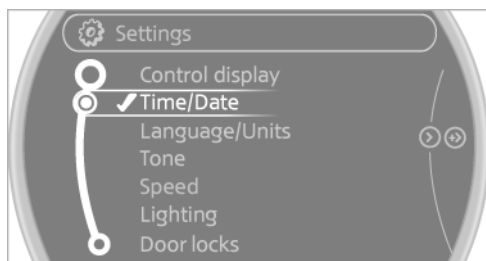 Settings
Control display
Time/Date
Language/Units
Tone
Speed
Lighting
Door locks